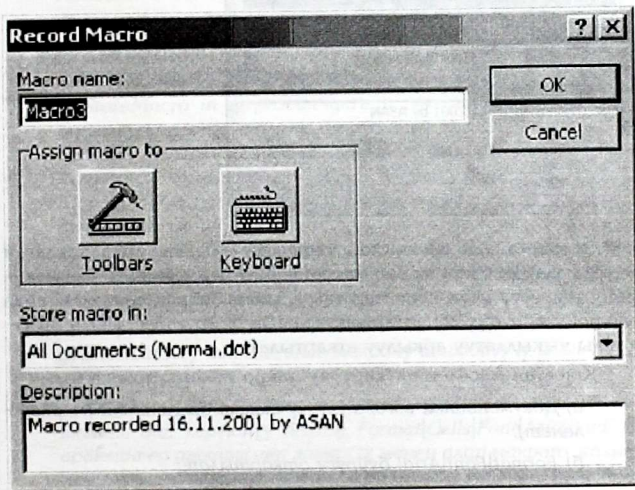 Record Macro
Macro name:
Macro3
OK
Cancel
Assign macro to
Toolbars
Keyboard
Store macro in:
All Documents (Normal.dot)
Description:
Macro recorded 16.11.2001 by ASAN